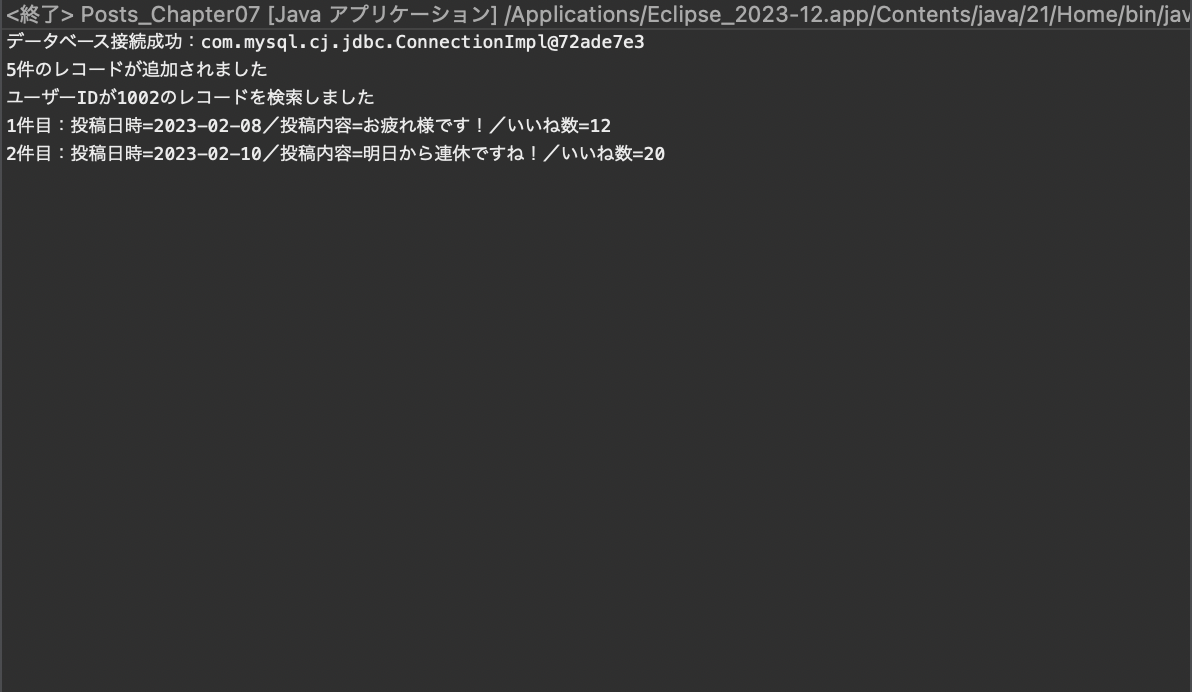 <終了> Posts_Chapter07 [Java アプリケーション] /Applications/Eclipse_2023-12.app/Contents/java/21/Home/bin/jav
データベース接続成功：com.mysql.cj.jdbc.ConnectionImpl@72ade7e3
5件のレコードが追加されました
ユーザーIDが1002のレコードを検索しました
1件目：投稿日時=2023-02-08／投稿内容=お疲れ様です！／いいね数=12
2件目：投稿日時=2023-02-10／投稿内容=明日から連休ですね！／いいね数=20